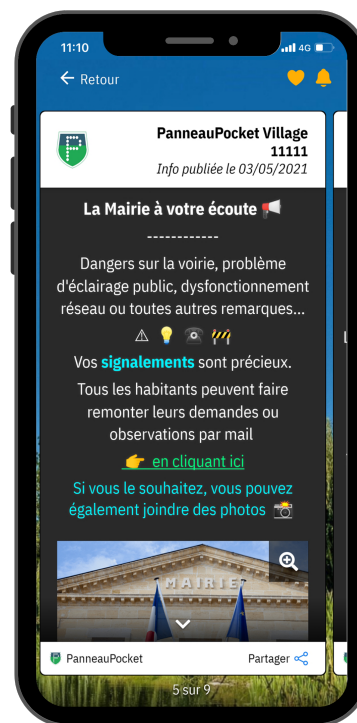 11:10
4G
← Retour
PanneauPocket Village
11111
Info publiée le 03/05/2021
La Mairie à votre écoute 📢
------------
Dangers sur la voirie, problème
d'éclairage public, dysfonctionnement
réseau ou toutes autres remarques...
⚠ 💡 ☎ 🚧
Vos signalements sont précieux.
Tous les habitants peuvent faire
remonter leurs demandes ou
observations par mail
👉 en cliquant ici
Si vous le souhaitez, vous pouvez
également joindre des photos 📸
MAIRIE
PanneauPocket
Partager
5 sur 9